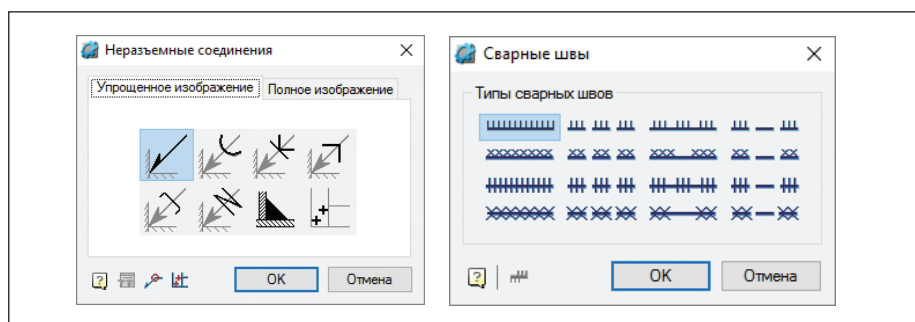 Неразъемные соединения
Упрощенное изображение
Полное изображение
OK
Отмена
Сварные швы
Типы сварных швов
OK
Отмена